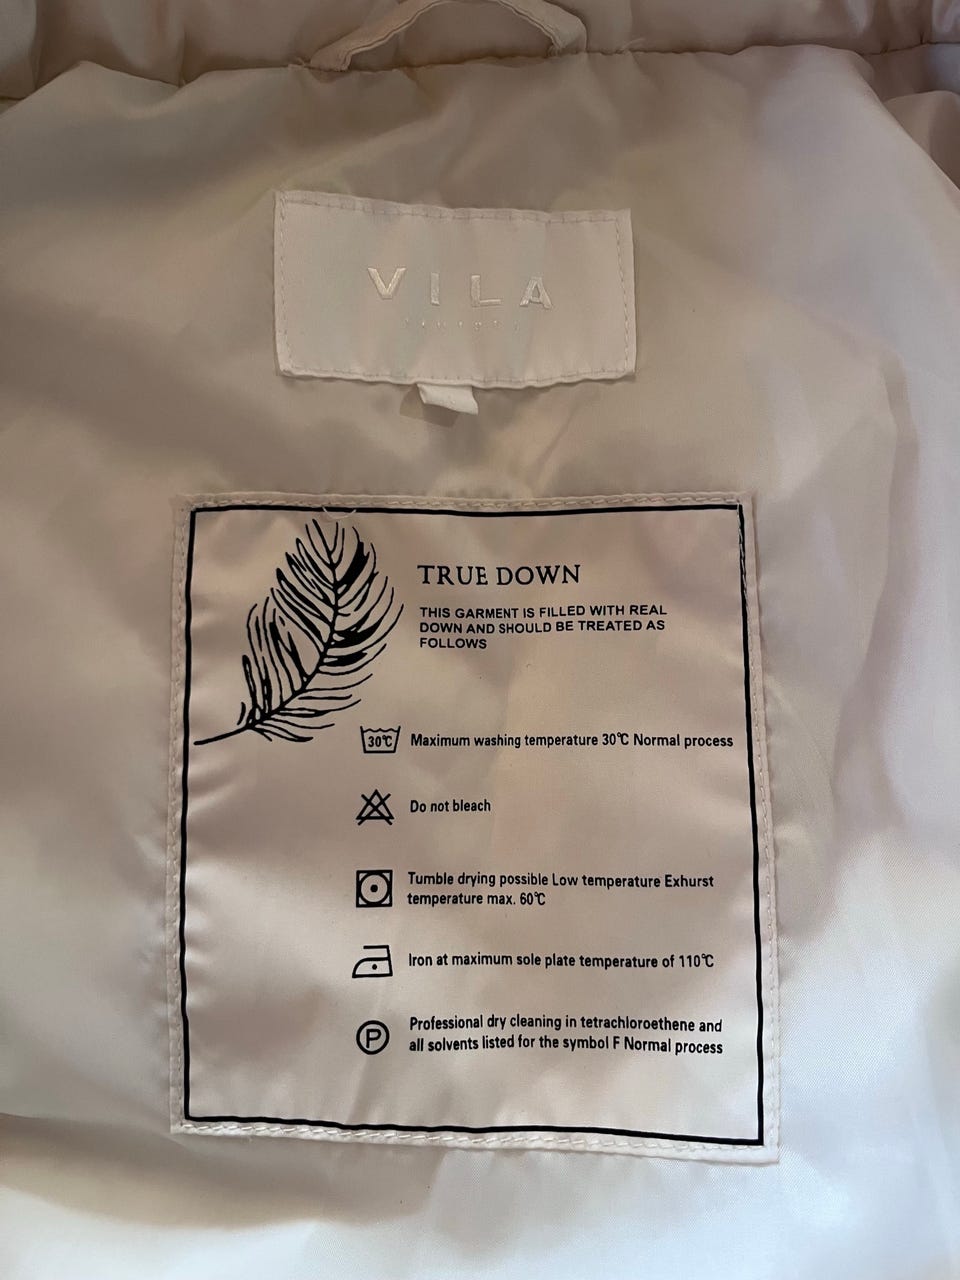 VILA
TRUE DOWN
THIS GARMENT IS FILLED WITH REAL
DOWN AND SHOULD BE TREATED AS
FOLLOWS
30℃ Maximum washing temperature 30℃ Normal process
Do not bleach
Tumble drying possible Low temperature Exhurst
temperature max. 60℃
Iron at maximum sole plate temperature of 110℃
P Professional dry cleaning in tetrachloroethene and
all solvents listed for the symbol F Normal process